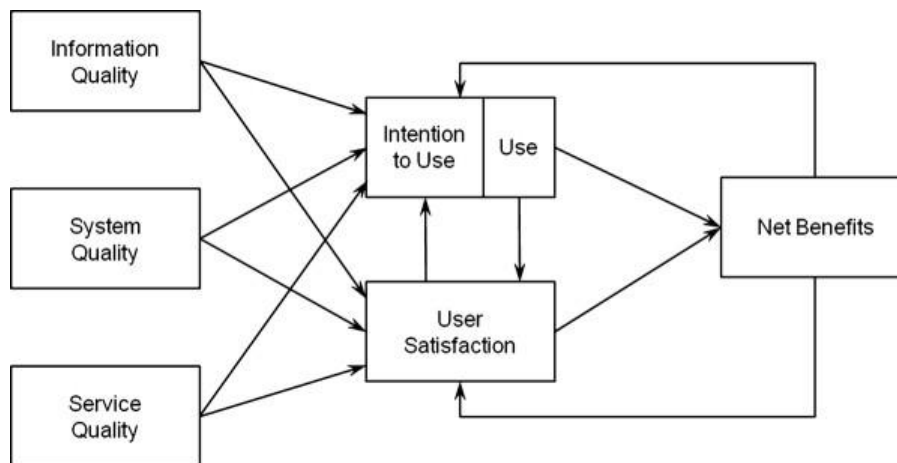 Information
Quality
Intention
to Use
Use
System
Quality
Net Benefits
User
Satisfaction
Service
Quality